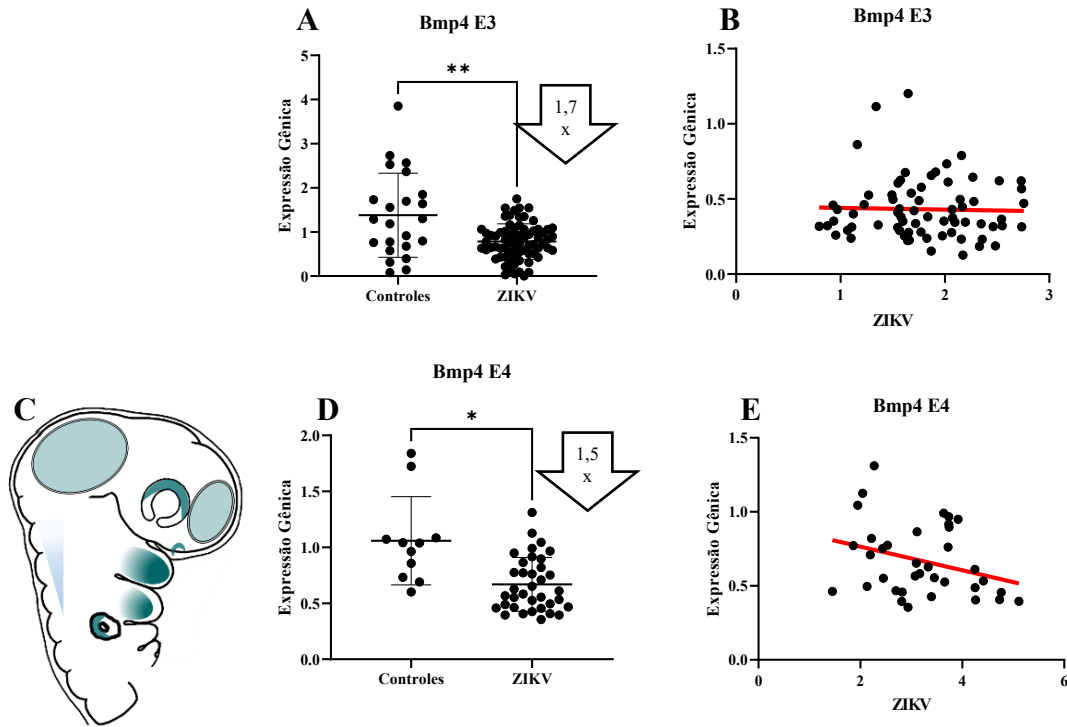 A
Bmp4 E3
Expressão Gênica
5
4
3
2
1
0
**
1,7
x
Controles
ZIKV
B
Bmp4 E3
Expressão Gênica
1.5
1.0
0.5
0.0
0
1
2
3
ZIKV
C
D
Bmp4 E4
Expressão Gênica
2.0
1.5
1.0
0.5
0.0
*
1,5
x
Controles
ZIKV
E
Bmp4 E4
Expressão Gênica
1.5
1.0
0.5
0.0
0
2
4
6
ZIKV